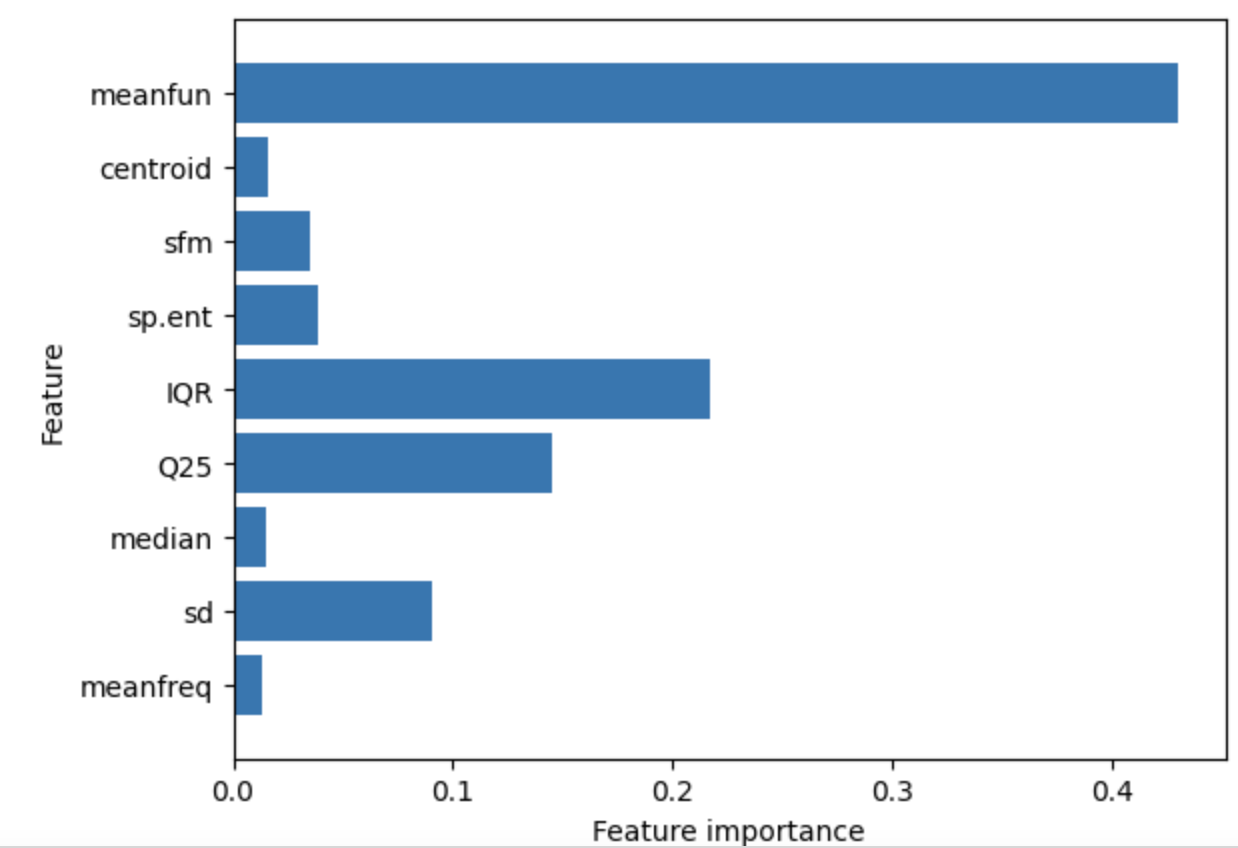 meanfun
centroid
sfm
sp.ent
IQR
Q25
median
sd
meanfreq
Feature
0.0 0.1 0.2 0.3 0.4
Feature importance